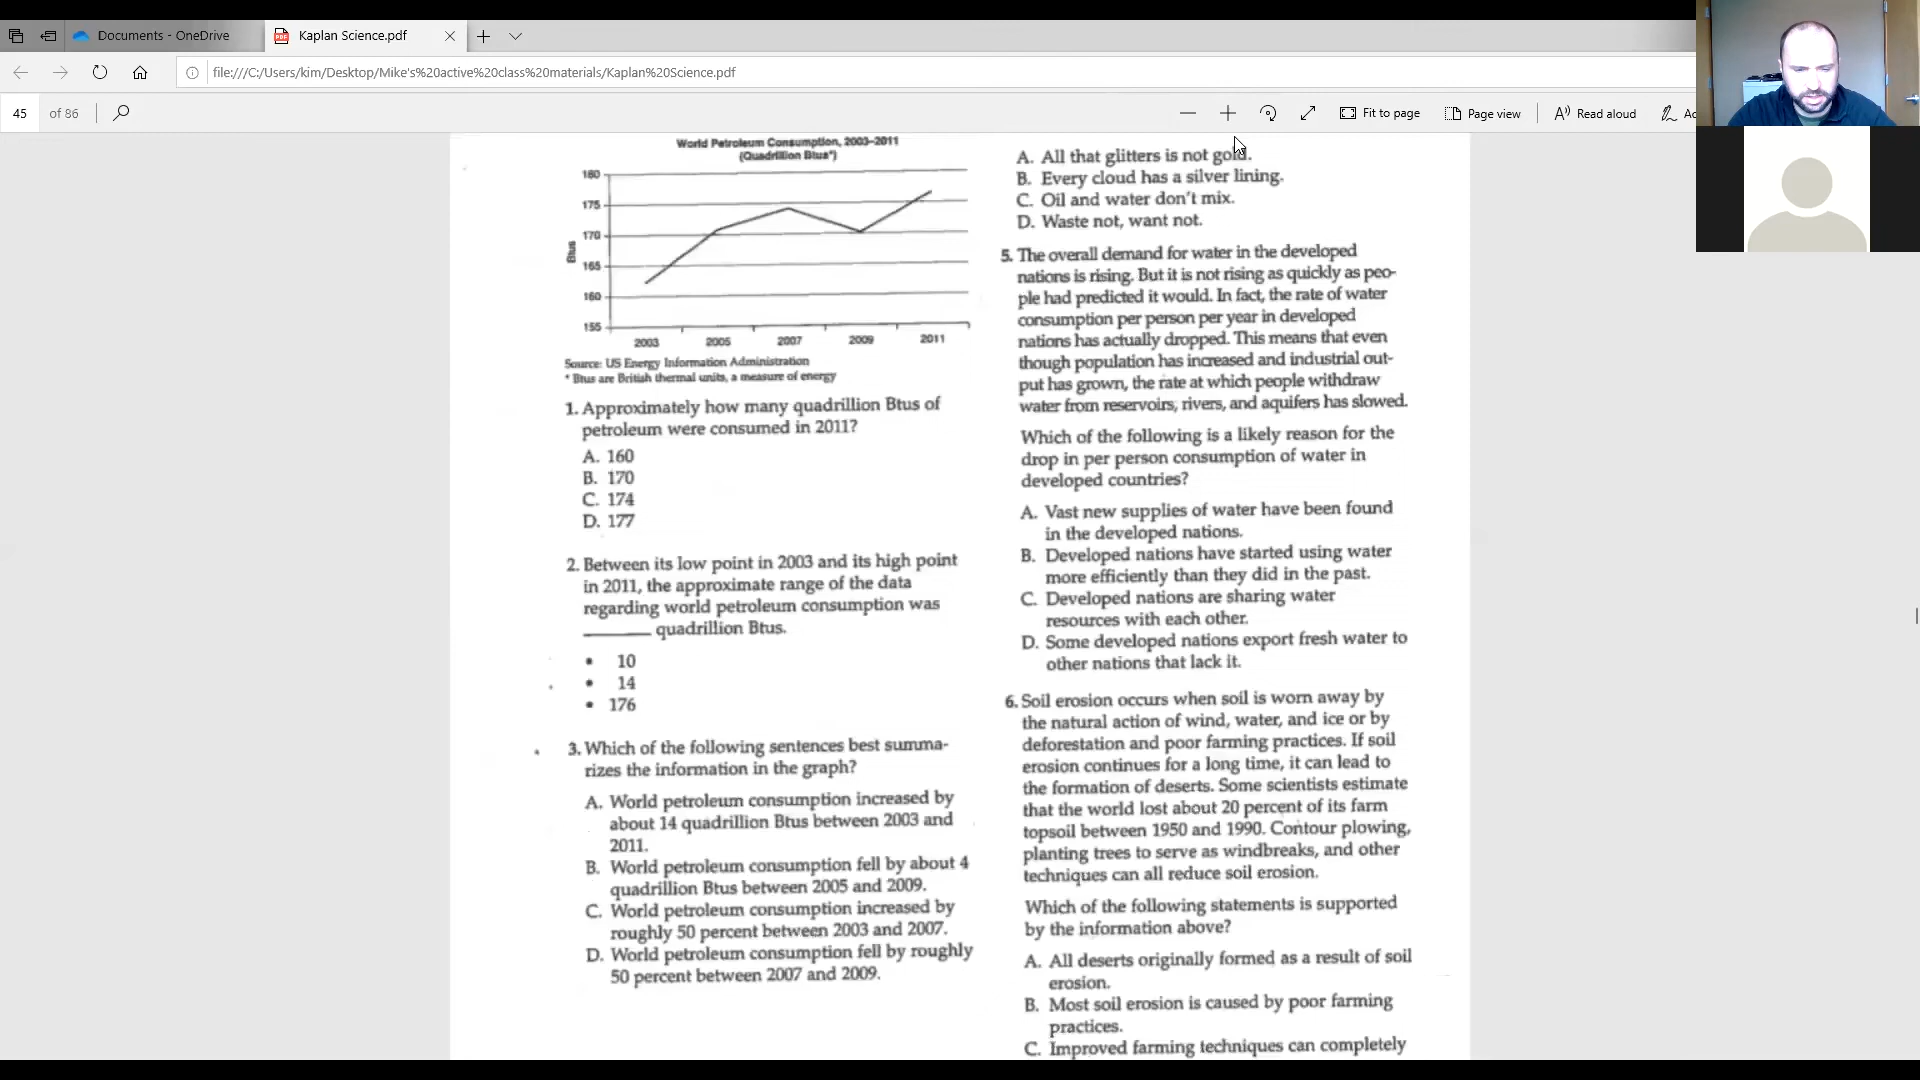 Documents - OneDrive
Kaplan Science.pdf
file:///C:/Users/kim/Desktop/Mike's%20active%20class%20materials/Kaplan%20Science.pdf
45 of 86
Fit to page
Page view
Read aloud
World Petroleum Consumption, 2003–2011
(Quadrillion Btus*)
180
175
170
165
160
155
Btus
2003 2005 2007 2009 2011
Source: US Energy Information Administration
* Btus are British thermal units, a measure of energy
1. Approximately how many quadrillion Btus of
petroleum were consumed in 2011?
A. 160
B. 170
C. 174
D. 177
2. Between its low point in 2003 and its high point
in 2011, the approximate range of the data
regarding world petroleum consumption was
_______ quadrillion Btus.
• 10
• 14
• 176
3. Which of the following sentences best summa-
rizes the information in the graph?
A. World petroleum consumption increased by
about 14 quadrillion Btus between 2003 and
2011.
B. World petroleum consumption fell by about 4
quadrillion Btus between 2005 and 2009.
C. World petroleum consumption increased by
roughly 50 percent between 2003 and 2007.
D. World petroleum consumption fell by roughly
50 percent between 2007 and 2009.
A. All that glitters is not gold.
B. Every cloud has a silver lining.
C. Oil and water don't mix.
D. Waste not, want not.
5. The overall demand for water in the developed
nations is rising. But it is not rising as quickly as peo-
ple had predicted it would. In fact, the rate of water
consumption per person per year in developed
nations has actually dropped. This means that even
though population has increased and industrial out-
put has grown, the rate at which people withdraw
water from reservoirs, rivers, and aquifers has slowed.
Which of the following is a likely reason for the
drop in per person consumption of water in
developed countries?
A. Vast new supplies of water have been found
in the developed nations.
B. Developed nations have started using water
more efficiently than they did in the past.
C. Developed nations are sharing water
resources with each other.
D. Some developed nations export fresh water to
other nations that lack it.
6. Soil erosion occurs when soil is worn away by
the natural action of wind, water, and ice or by
deforestation and poor farming practices. If soil
erosion continues for a long time, it can lead to
the formation of deserts. Some scientists estimate
that the world lost about 20 percent of its farm
topsoil between 1950 and 1990. Contour plowing,
planting trees to serve as windbreaks, and other
techniques can all reduce soil erosion.
Which of the following statements is supported
by the information above?
A. All deserts originally formed as a result of soil
erosion.
B. Most soil erosion is caused by poor farming
practices.
C. Improved farming techniques can completely